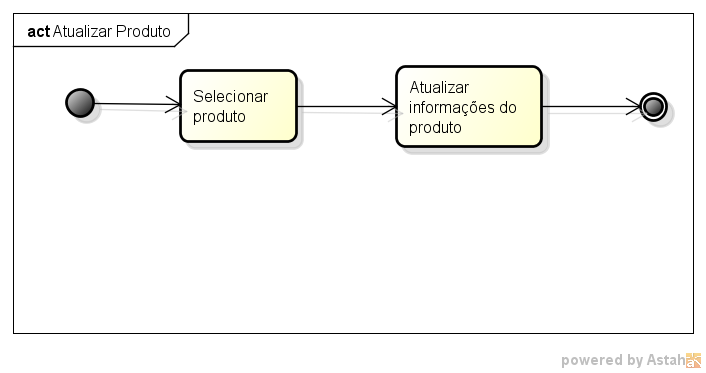 act Atualizar Produto
Selecionar
produto
Atualizar
informações do
produto
powered by Astah